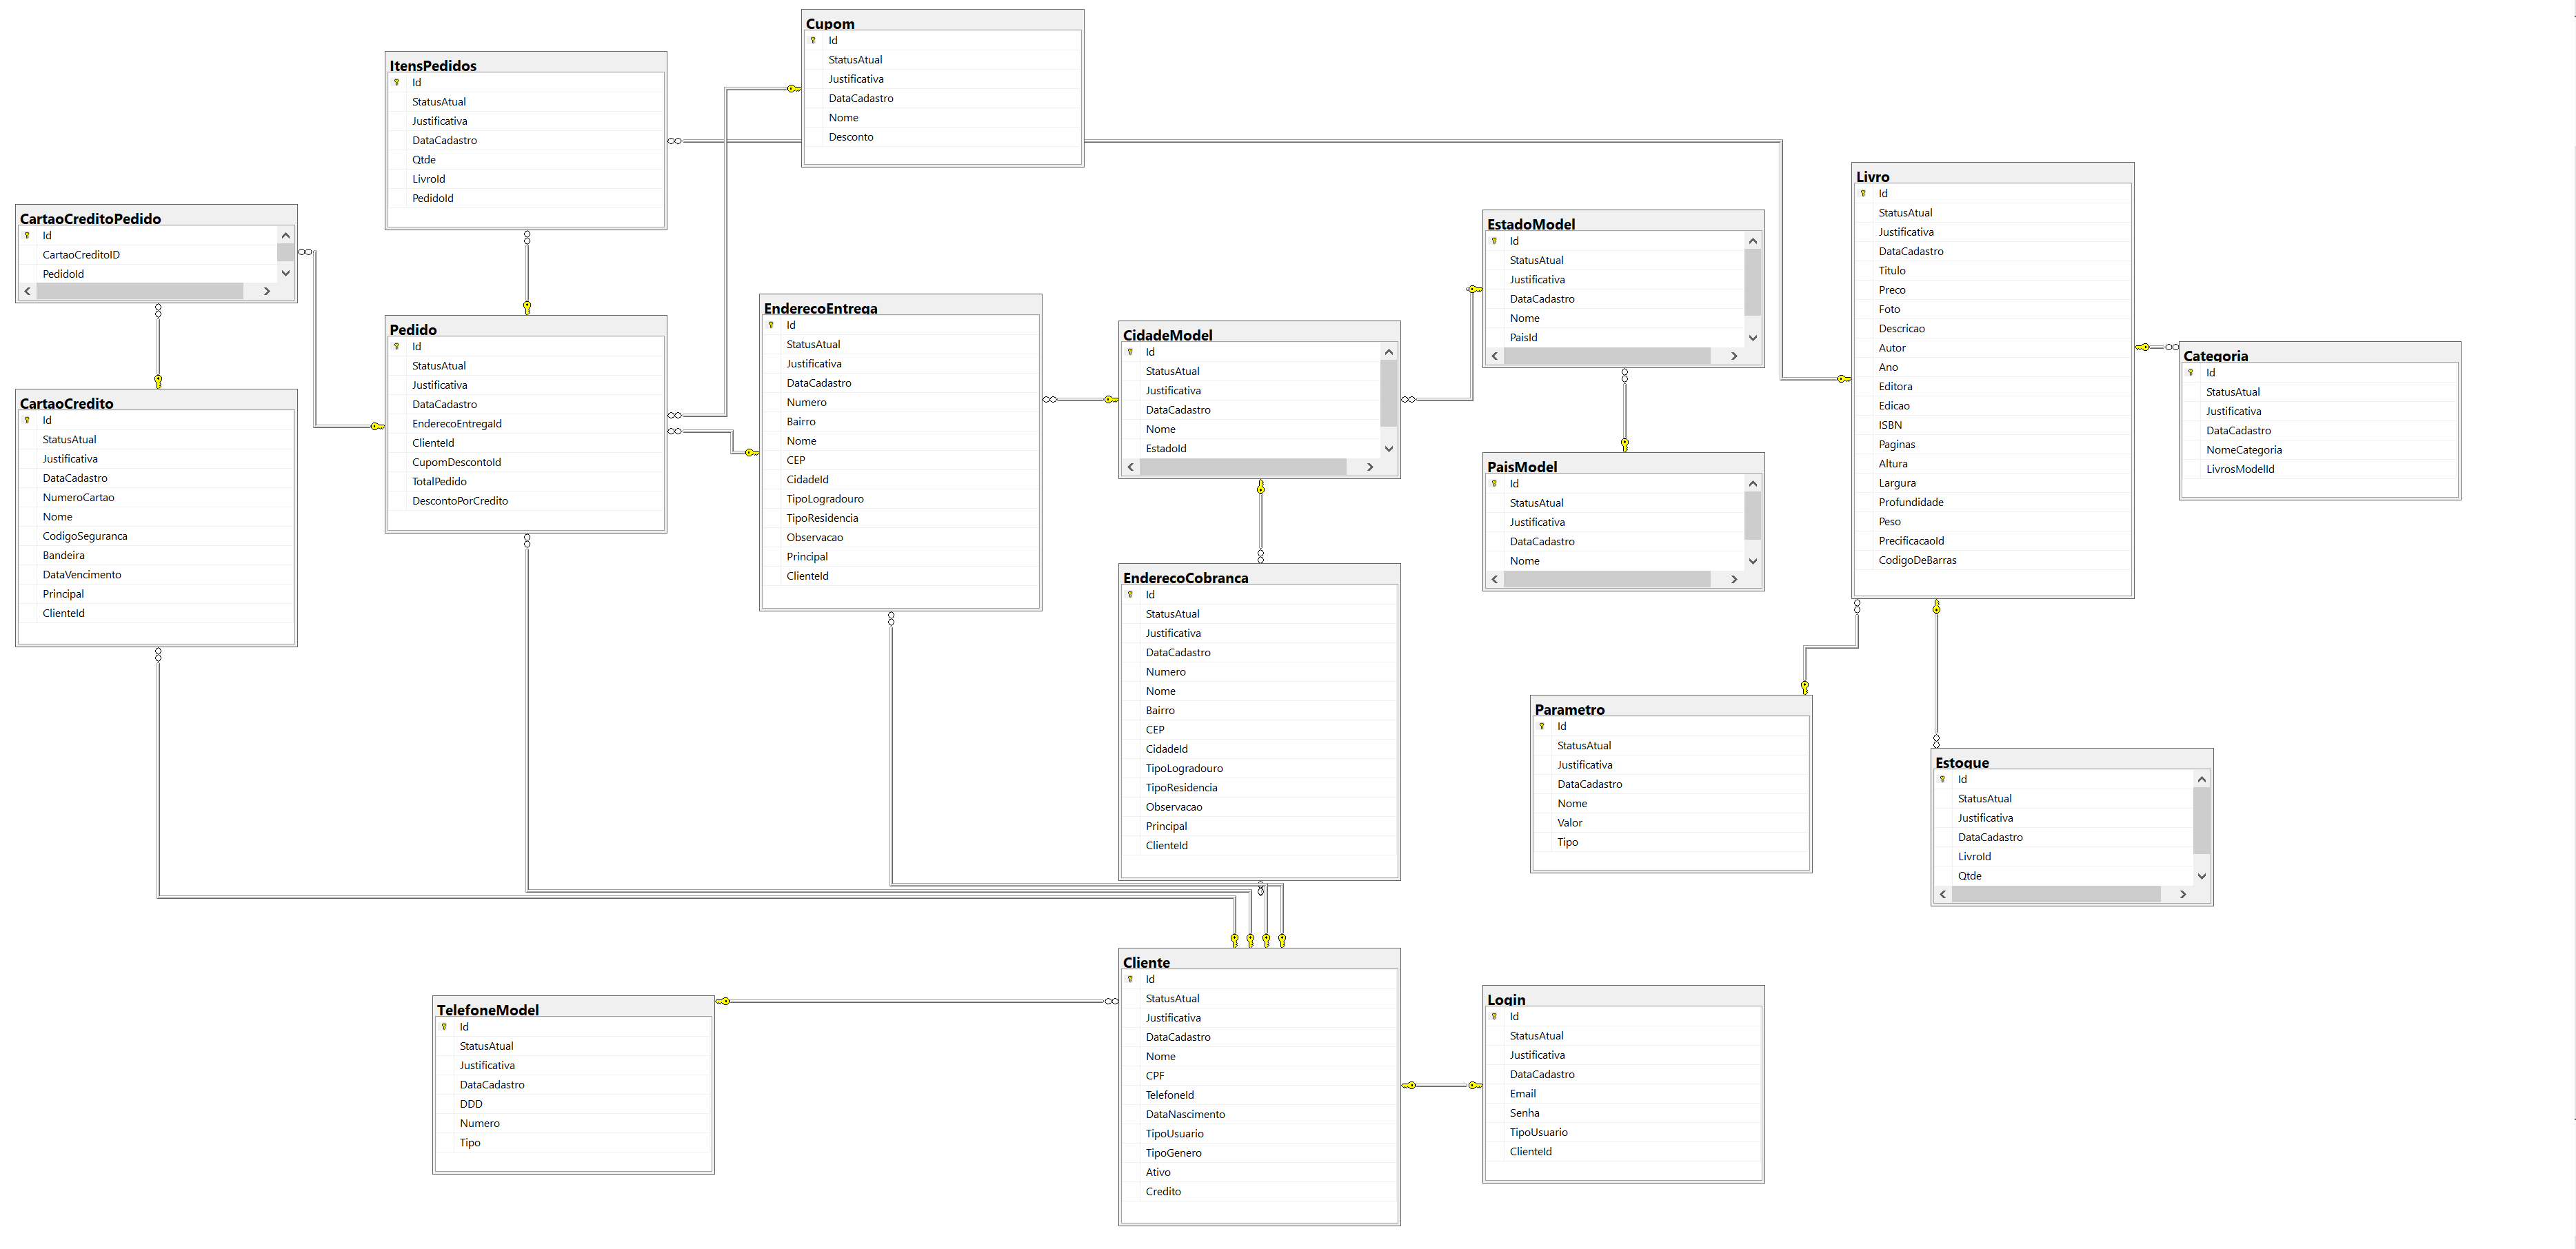 Cupom
Id
StatusAtual
Justificativa
DataCadastro
Nome
Desconto
ItensPedidos
Id
StatusAtual
Justificativa
DataCadastro
Qtde
LivroId
PedidoId
Livro
Id
StatusAtual
Justificativa
DataCadastro
Titulo
Preco
Foto
Descricao
Autor
Ano
Editora
Edicao
ISBN
Paginas
Altura
Largura
Profundidade
Peso
PrecificacaoId
CodigoDeBarras
CartaoCreditoPedido
Id
CartaoCreditoID
PedidoId
EstadoModel
Id
StatusAtual
Justificativa
DataCadastro
Nome
PaisId
EnderecoEntrega
Id
StatusAtual
Justificativa
DataCadastro
Numero
Bairro
Nome
CEP
CidadeId
TipoLogradouro
TipoResidencia
Observacao
Principal
ClienteId
Pedido
Id
StatusAtual
Justificativa
DataCadastro
EnderecoEntregaId
ClienteId
CupomDescontoId
TotalPedido
DescontoPorCredito
CidadeModel
Id
StatusAtual
Justificativa
DataCadastro
Nome
EstadoId
Categoria
Id
StatusAtual
Justificativa
DataCadastro
NomeCategoria
LivrosModelId
CartaoCredito
Id
StatusAtual
Justificativa
DataCadastro
NumeroCartao
Nome
CodigoSeguranca
Bandeira
DataVencimento
Principal
ClienteId
PaisModel
Id
StatusAtual
Justificativa
DataCadastro
Nome
EnderecoCobranca
Id
StatusAtual
Justificativa
DataCadastro
Numero
Nome
Bairro
CEP
CidadeId
TipoLogradouro
TipoResidencia
Observacao
Principal
ClienteId
Parametro
Id
StatusAtual
Justificativa
DataCadastro
Nome
Valor
Tipo
Estoque
Id
StatusAtual
Justificativa
DataCadastro
LivroId
Qtde
Cliente
Id
StatusAtual
Justificativa
DataCadastro
Nome
CPF
TelefoneId
DataNascimento
TipoUsuario
TipoGenero
Ativo
Credito
Login
Id
StatusAtual
Justificativa
DataCadastro
Email
Senha
TipoUsuario
ClienteId
TelefoneModel
Id
StatusAtual
Justificativa
DataCadastro
DDD
Numero
Tipo